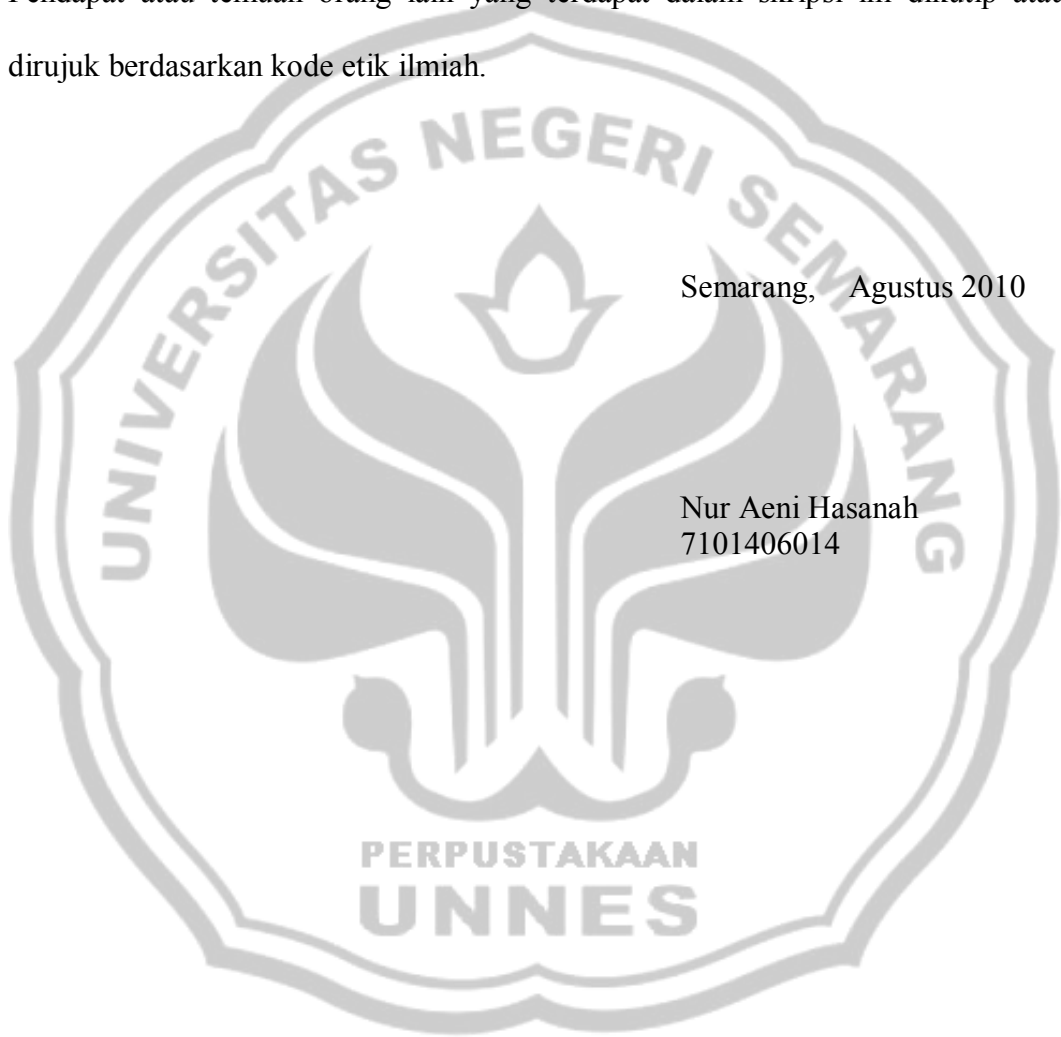 Pendapat atau temuan orang lain yang terdapat dalam skripsi ini dikutip atau
dirujuk berdasarkan kode etik ilmiah.
UNIVERSITAS NEGERI SEMARANG
Semarang, Agustus 2010
Nur Aeni Hasanah
7101406014
PERPUSTAKAAN
UNNES